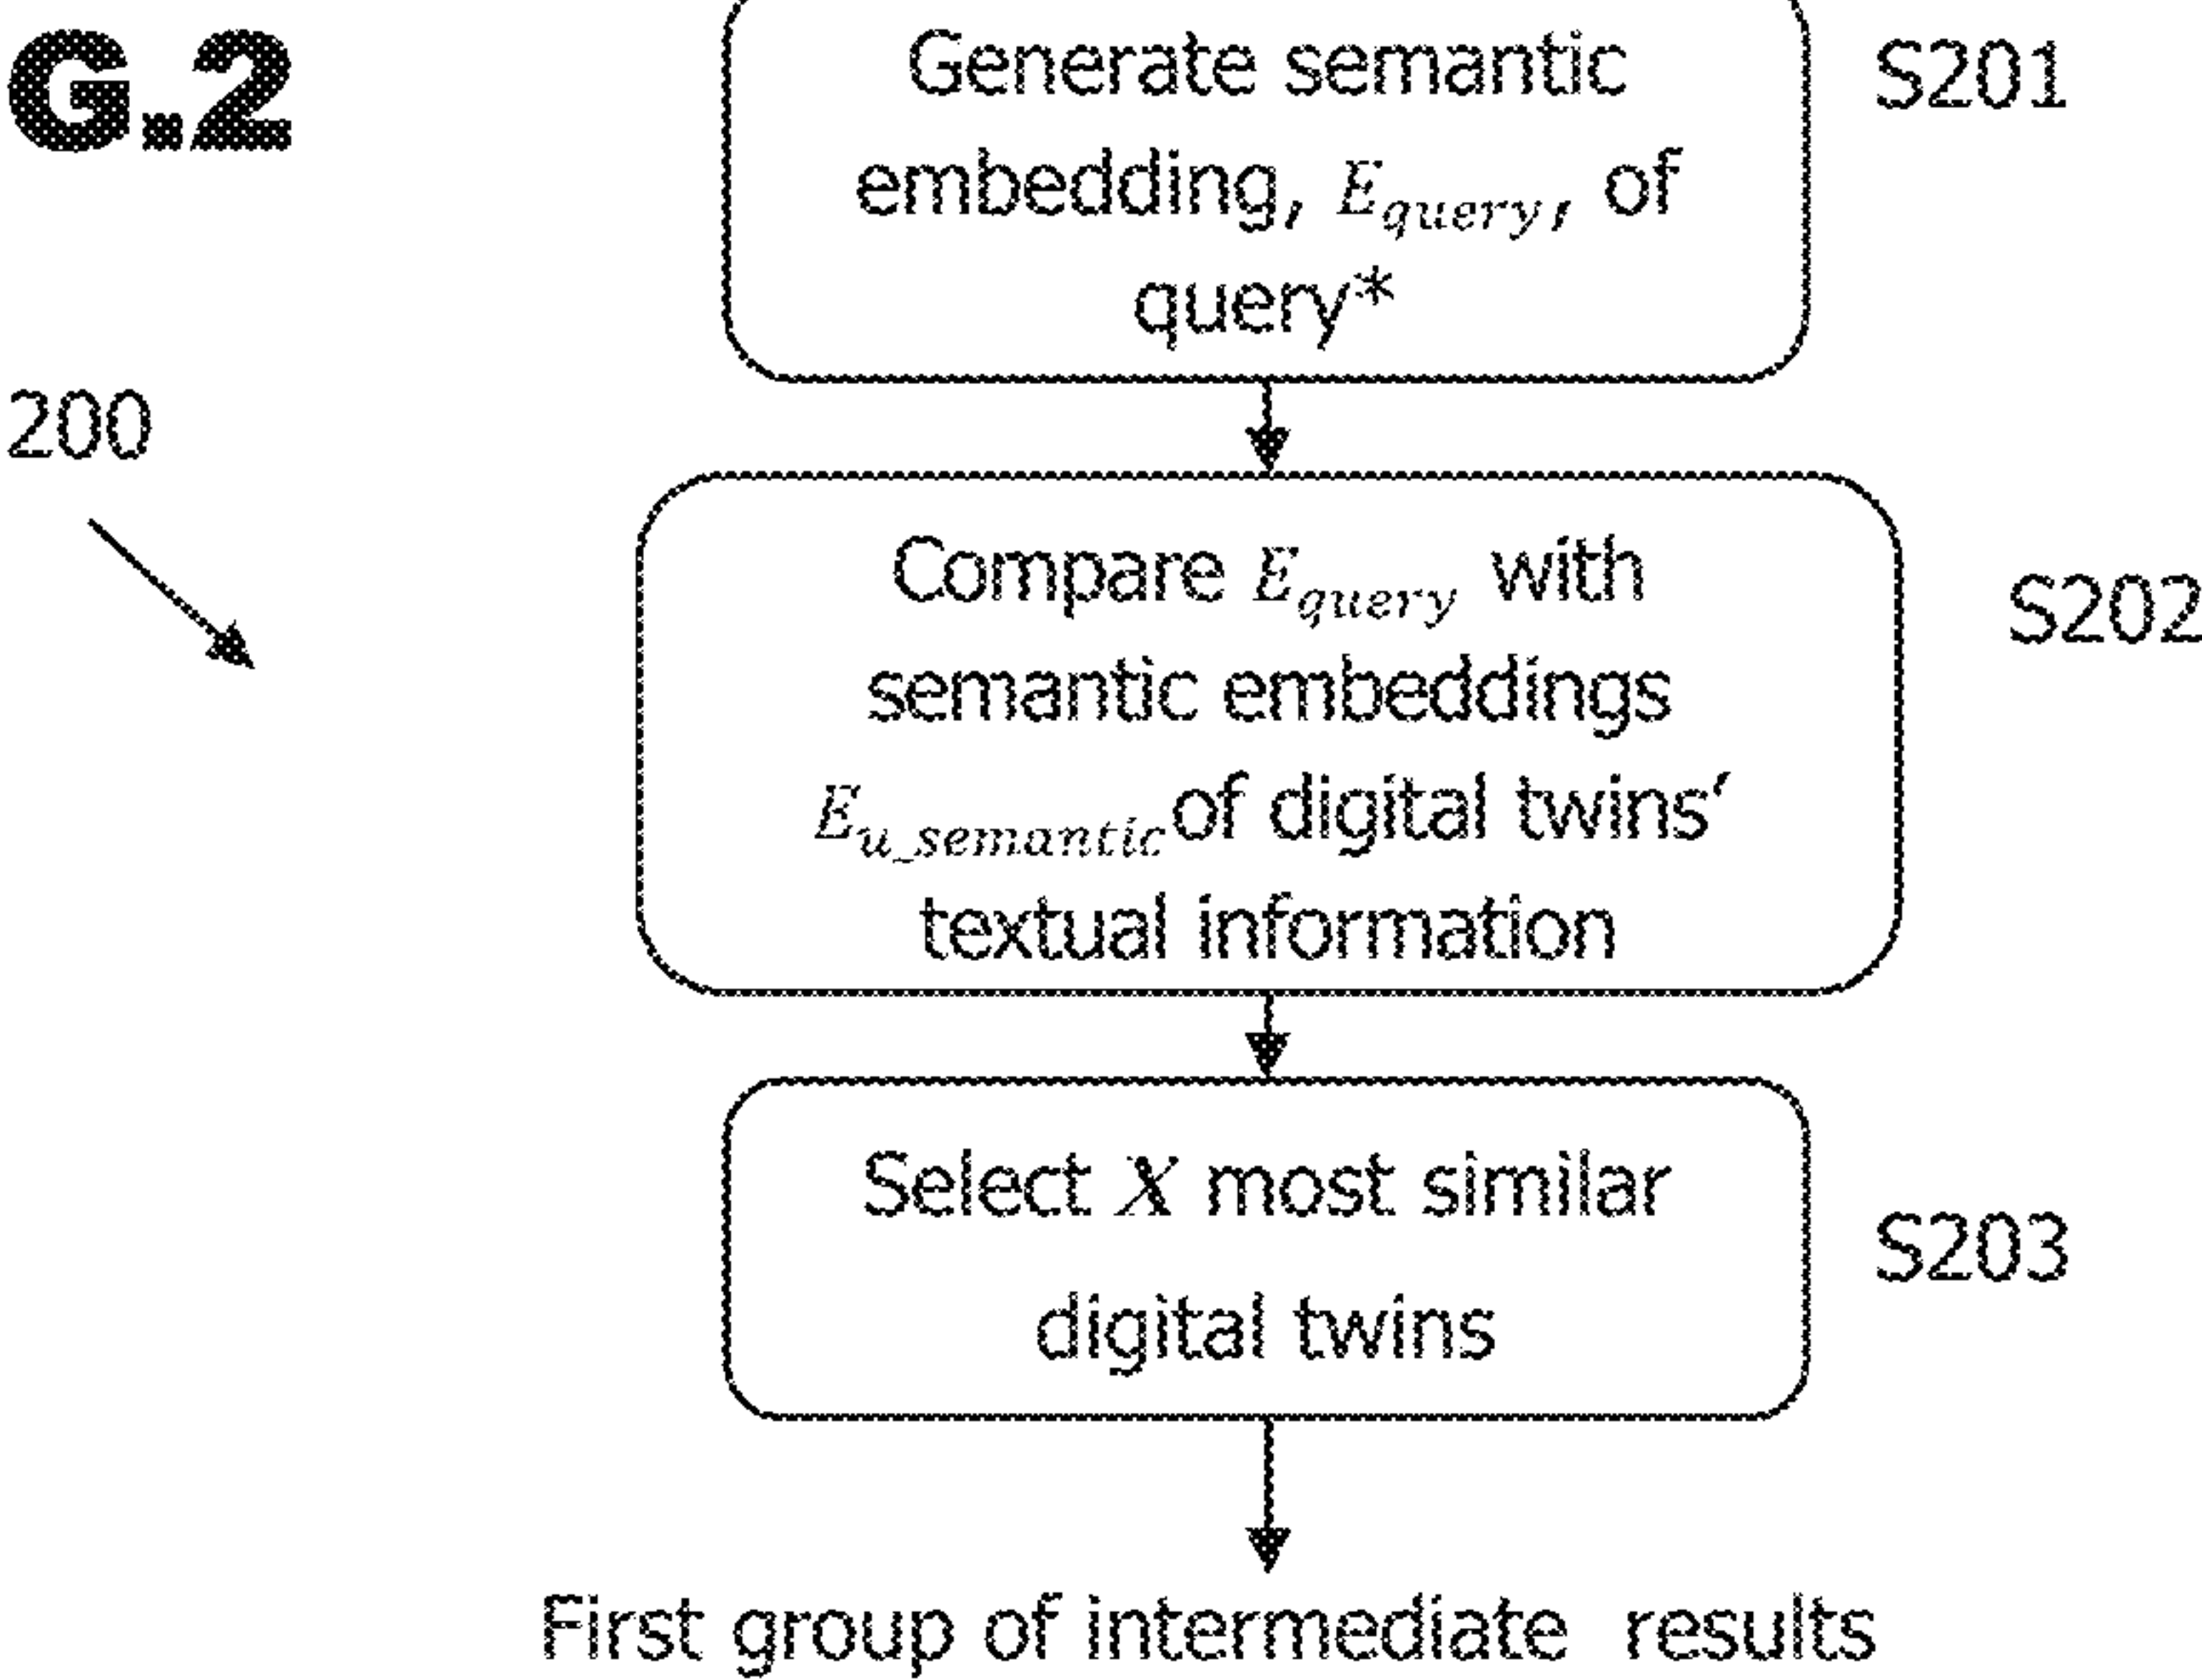 G.2
Generate semantic
S201
embedding, E_query, of
query*
200
Compare E_query with
S202
semantic embeddings
E_u_semantic of digital twins'
textual information
Select X most similar
S203
digital twins
First group of intermediate results